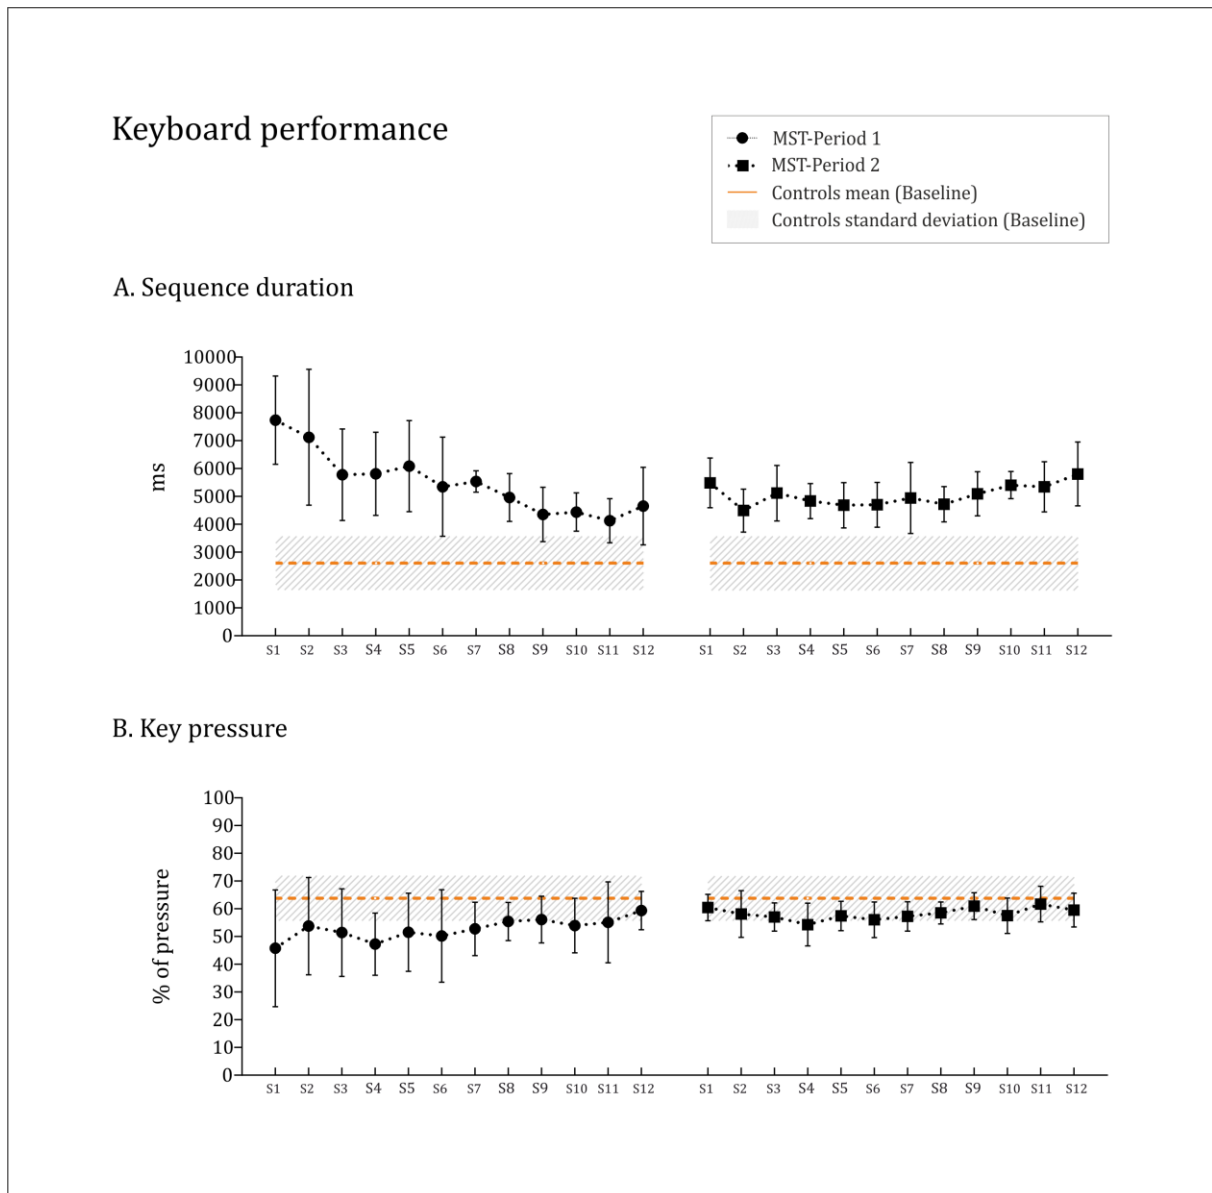 Keyboard performance
MST-Period 1
MST-Period 2
Controls mean (Baseline)
Controls standard deviation (Baseline)
A. Sequence duration
10000
9000
8000
7000
6000
5000
4000
3000
2000
1000
0
ms
S1 S2 S3 S4 S5 S6 S7 S8 S9 S10 S11 S12 S1 S2 S3 S4 S5 S6 S7 S8 S9 S10 S11 S12
B. Key pressure
100
90
80
70
60
50
40
30
20
10
0
% of pressure
S1 S2 S3 S4 S5 S6 S7 S8 S9 S10 S11 S12 S1 S2 S3 S4 S5 S6 S7 S8 S9 S10 S11 S12